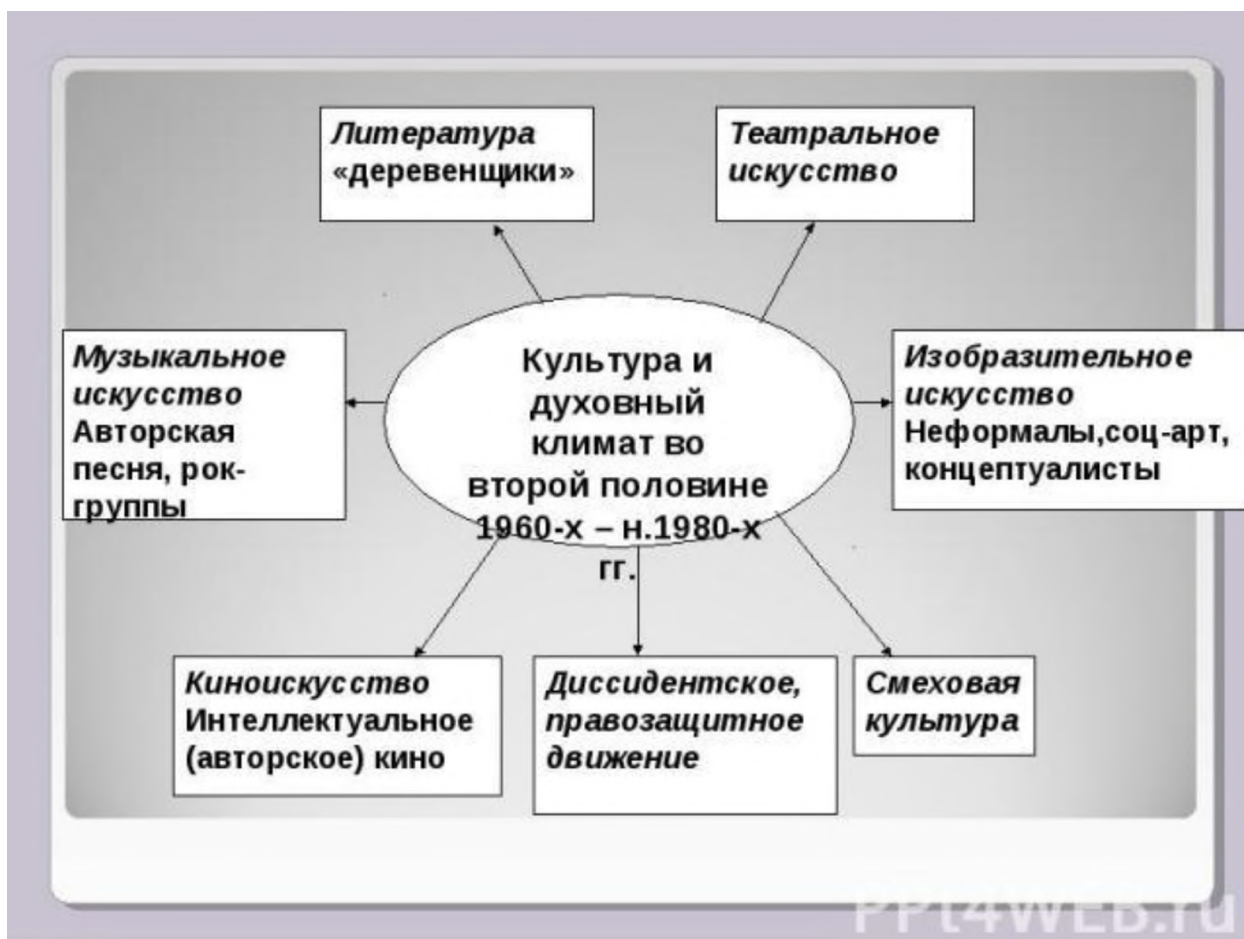 Литература
«деревенщики»
Театральное
искусство
Музыкальное
искусство
Авторская
песня, рок-
группы
Культура и
духовный
климат во
второй половине
1960-х – н.1980-х
гг.
Изобразительное
искусство
Неформалы,соц-арт,
концептуалисты
Киноискусство
Интеллектуальное
(авторское) кино
Диссидентское,
правозащитное
движение
Смеховая
культура
PPt4WEB.ru